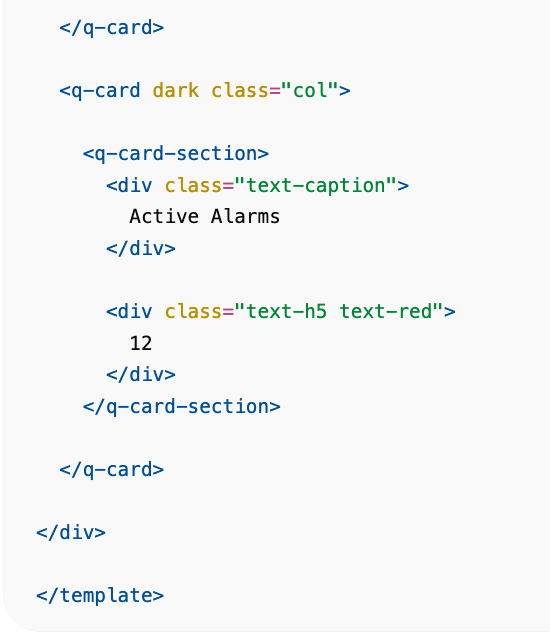 </q-card>
<q-card dark class="col">
<q-card-section>
<div class="text-caption">
Active Alarms
</div>
<div class="text-h5 text-red">
12
</div>
</q-card-section>
</q-card>
</div>
</template>